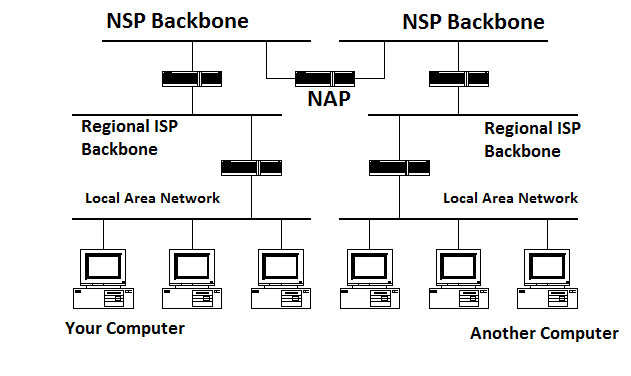 NSP Backbone
NSP Backbone
NAP
Regional ISP
Backbone
Regional ISP
Backbone
Local Area Network
Local Area Network
Your Computer
Another Computer